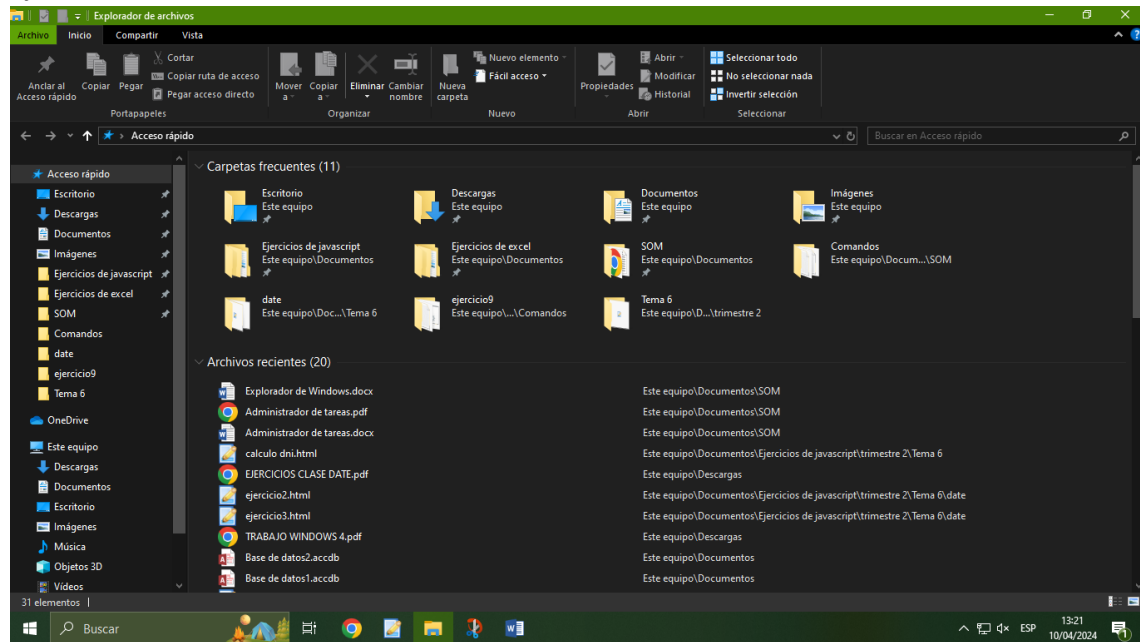 Explorador de archivos
Archivo Inicio Compartir Vista
Anclar al Acceso rápido
Copiar
Pegar
Cortar
Copiar ruta de acceso
Pegar acceso directo
Portapapeles
Mover a
Copiar a
Eliminar
Cambiar nombre
Organizar
Nueva carpeta
Nuevo elemento
Fácil acceso
Nuevo
Propiedades
Abrir
Modificar
Historial
Abrir
Seleccionar todo
No seleccionar nada
Invertir selección
Seleccionar
Acceso rápido
Buscar en Acceso rápido
Acceso rápido
Escritorio
Descargas
Documentos
Imágenes
Ejercicios de javascript
Ejercicios de excel
SOM
Comandos
date
ejercicio9
Tema 6
OneDrive
Este equipo
Descargas
Documentos
Escritorio
Imágenes
Música
Objetos 3D
Vídeos
Carpetas frecuentes (11)
Escritorio
Este equipo
Descargas
Este equipo
Documentos
Este equipo
Imágenes
Este equipo
Ejercicios de javascript
Este equipo\Documentos
Ejercicios de excel
Este equipo\Documentos
SOM
Este equipo\Documentos
Comandos
Este equipo\Docum...\SOM
date
Este equipo\Doc...\Tema 6
ejercicio9
Este equipo\...\Comandos
Tema 6
Este equipo\D...\trimestre 2
Archivos recientes (20)
Explorador de Windows.docx Este equipo\Documentos\SOM
Administrador de tareas.pdf Este equipo\Documentos\SOM
Administrador de tareas.docx Este equipo\Documentos\SOM
calculo dni.html Este equipo\Documentos\Ejercicios de javascript\trimestre 2\Tema 6
EJERCICIOS CLASE DATE.pdf Este equipo\Descargas
ejercicio2.html Este equipo\Documentos\Ejercicios de javascript\trimestre 2\Tema 6\date
ejercicio3.html Este equipo\Documentos\Ejercicios de javascript\trimestre 2\Tema 6\date
TRABAJO WINDOWS 4.pdf Este equipo\Descargas
Base de datos2.accdb Este equipo\Documentos
Base de datos1.accdb Este equipo\Documentos
31 elementos
Buscar
ESP
13:21
10/04/2024